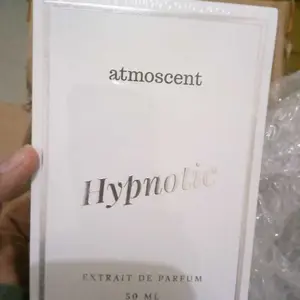 atmoscent
Hypnotic
EXTRAIT DE PARFUM
50 ML